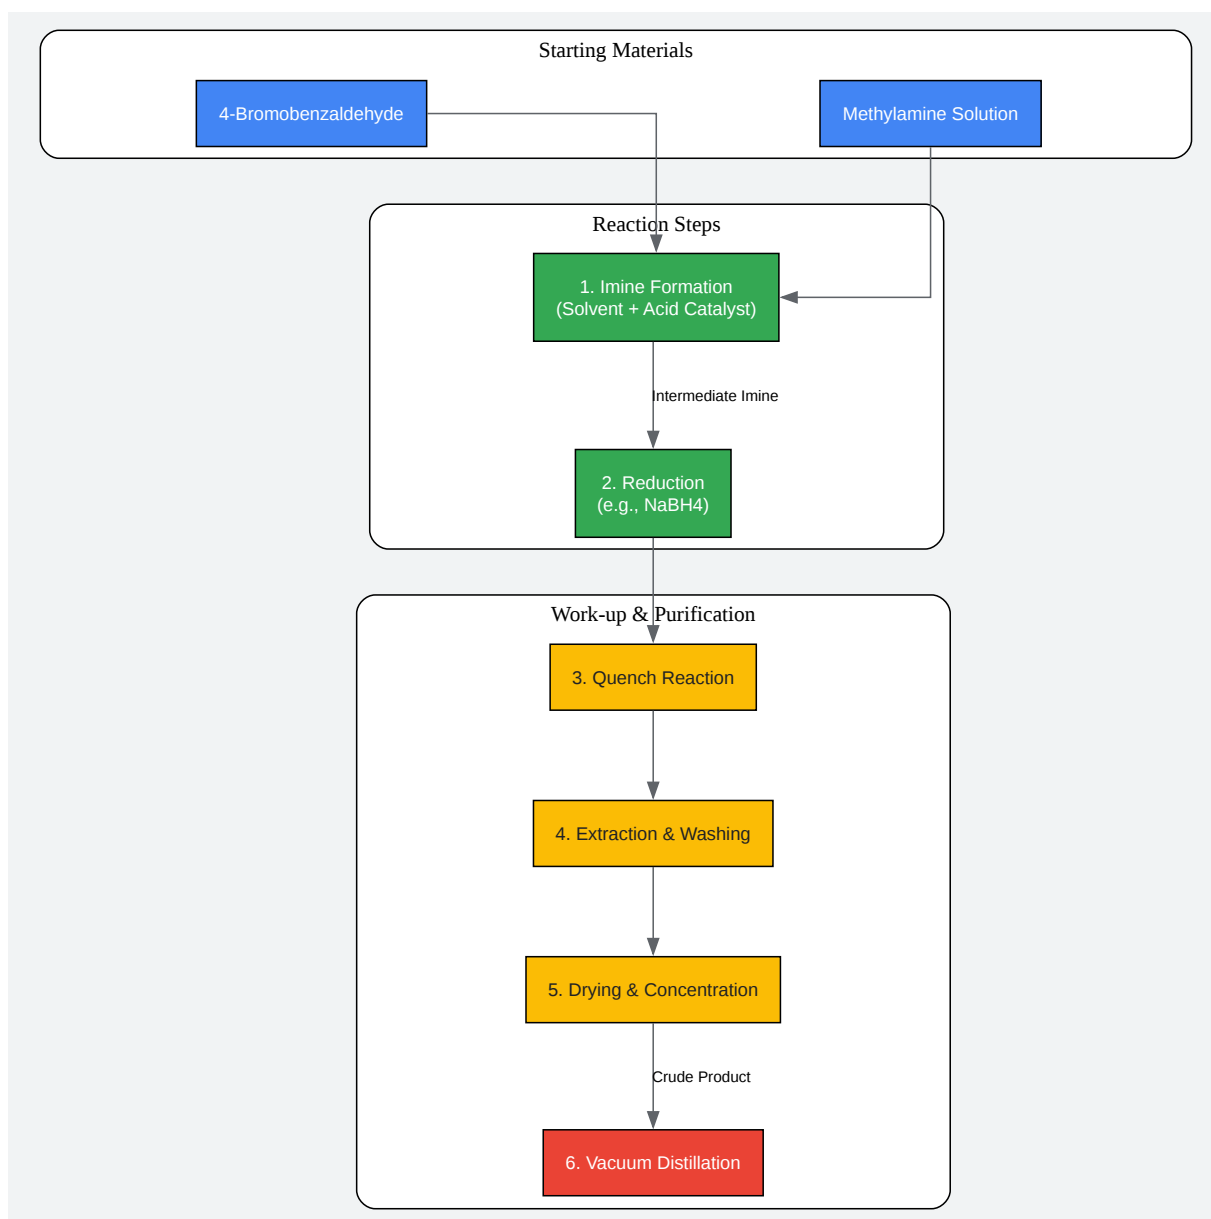 Starting Materials
4-Bromobenzaldehyde
Methylamine Solution
Reaction Steps
1. Imine Formation
(Solvent + Acid Catalyst)
Intermediate Imine
2. Reduction
(e.g., NaBH4)
Work-up & Purification
3. Quench Reaction
4. Extraction & Washing
5. Drying & Concentration
Crude Product
6. Vacuum Distillation